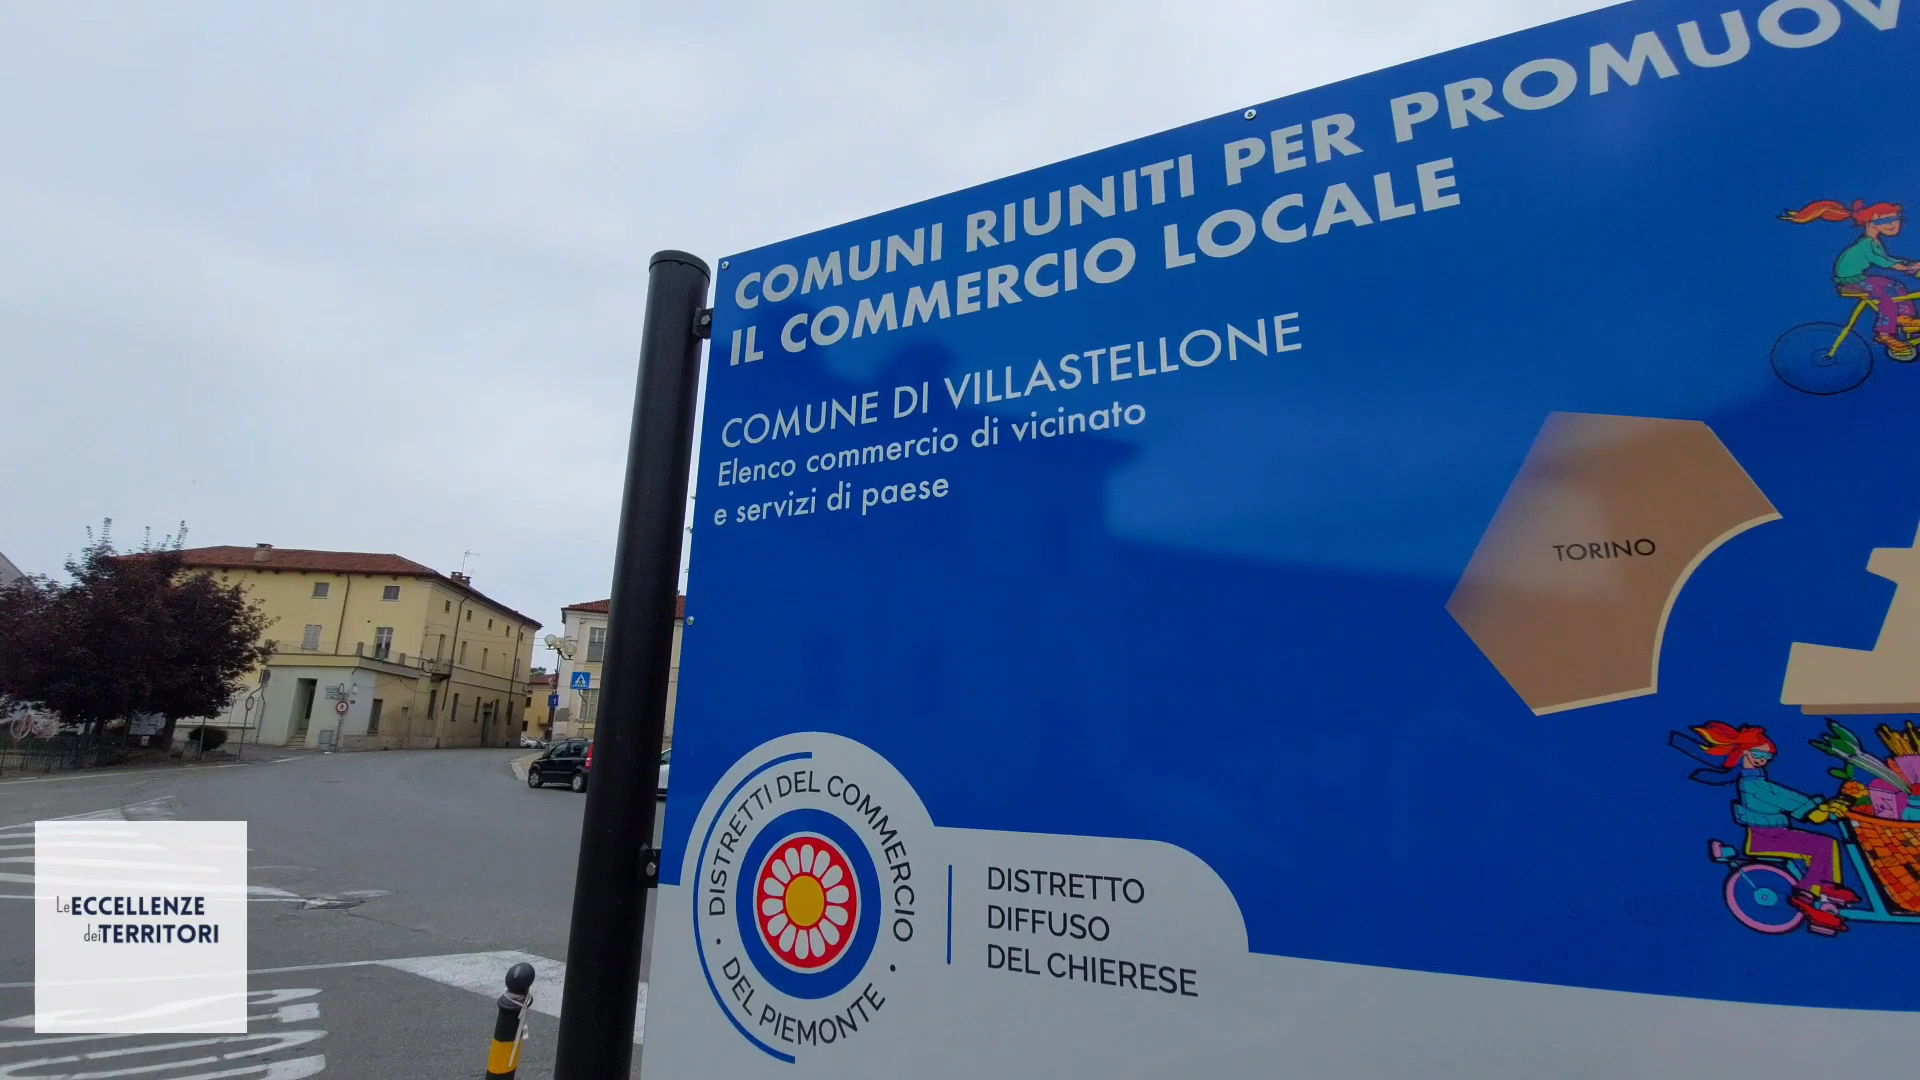 COMUNI RIUNITI PER PROMUOV
IL COMMERCIO LOCALE
COMUNE DI VILLASTELLONE
Elenco commercio di vicinato
e servizi di paese
TORINO
DISTRETTI DEL COMMERCIO
· DEL PIEMONTE ·
DISTRETTO
DIFFUSO
DEL CHIERESE
Le ECCELLENZE
dei TERRITORI